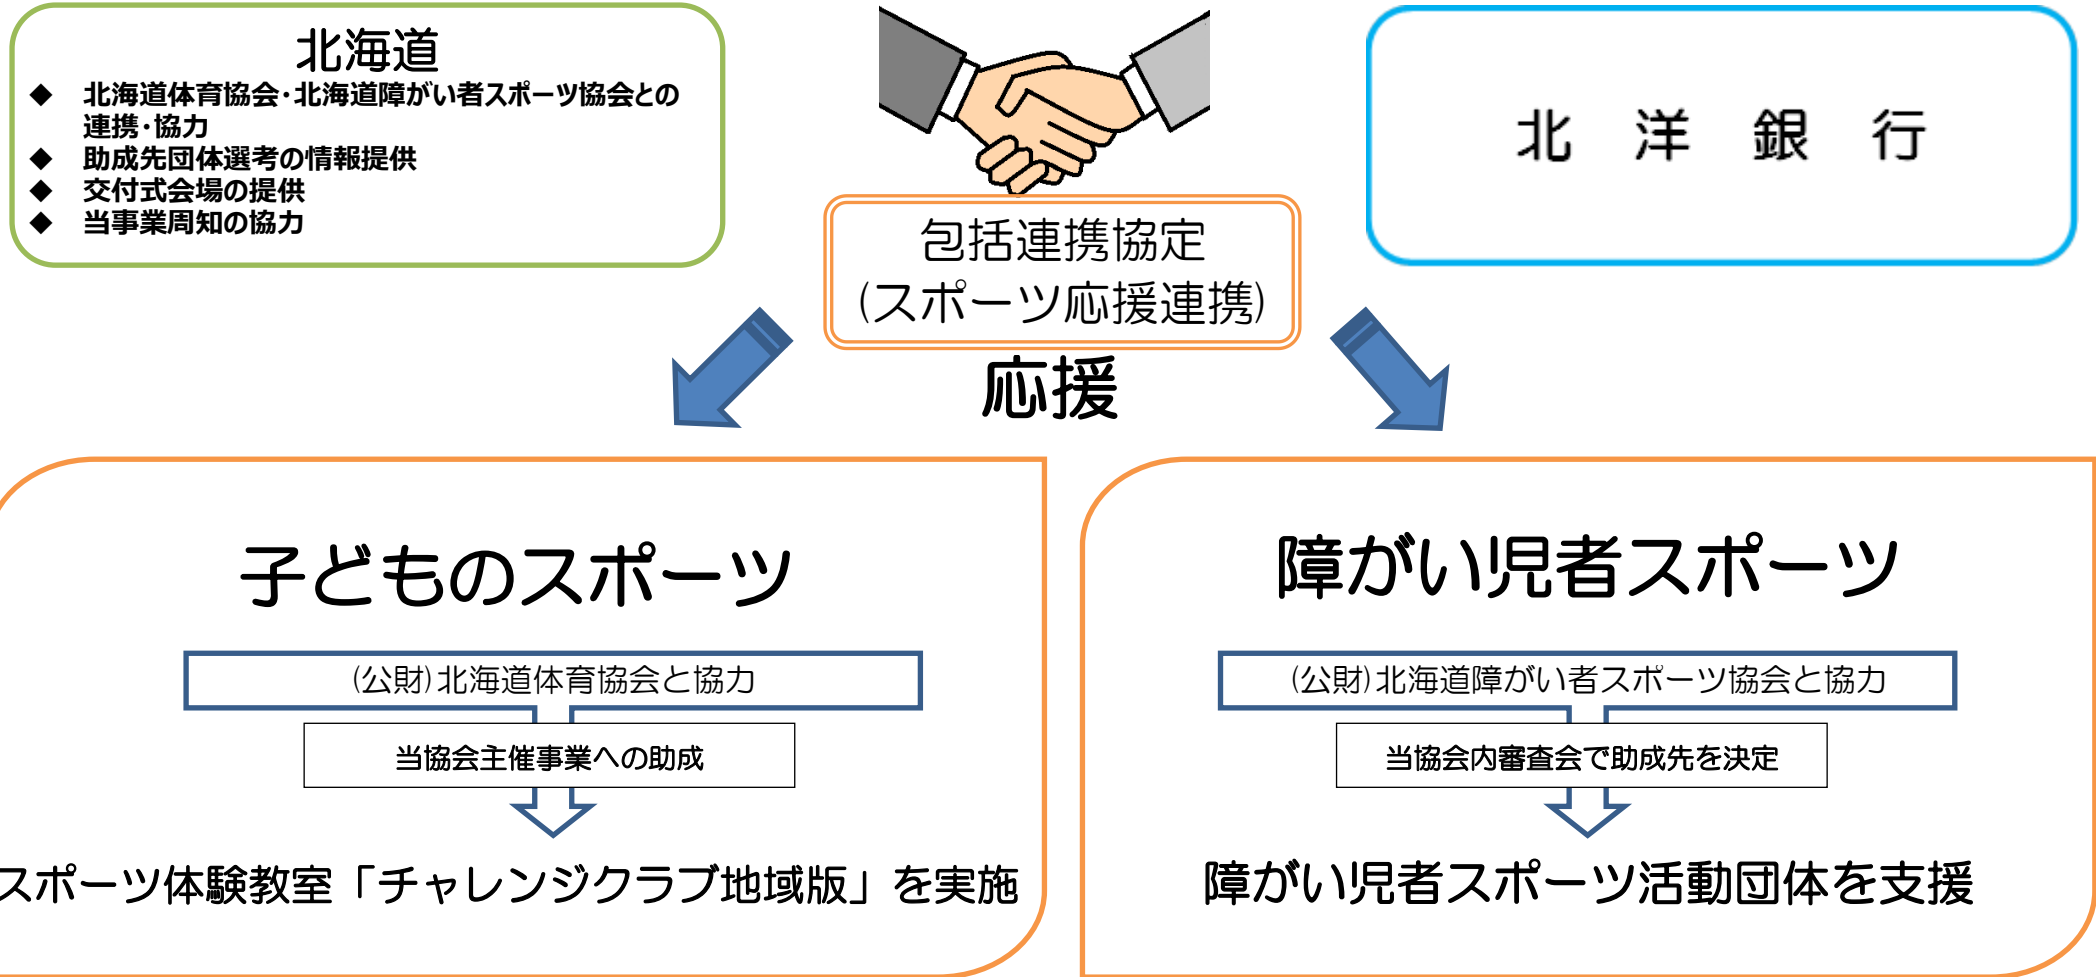 北海道
◆ 北海道体育協会・北海道障がい者スポーツ協会との
連携・協力
◆ 助成先団体選考の情報提供
◆ 交付式会場の提供
◆ 当事業周知の協力
北洋銀行
包括連携協定
(スポーツ応援連携)
応援
子どものスポーツ
(公財)北海道体育協会と協力
当協会主催事業への助成
スポーツ体験教室「チャレンジクラブ地域版」を実施
障がい児者スポーツ
(公財)北海道障がい者スポーツ協会と協力
当協会内審査会で助成先を決定
障がい児者スポーツ活動団体を支援